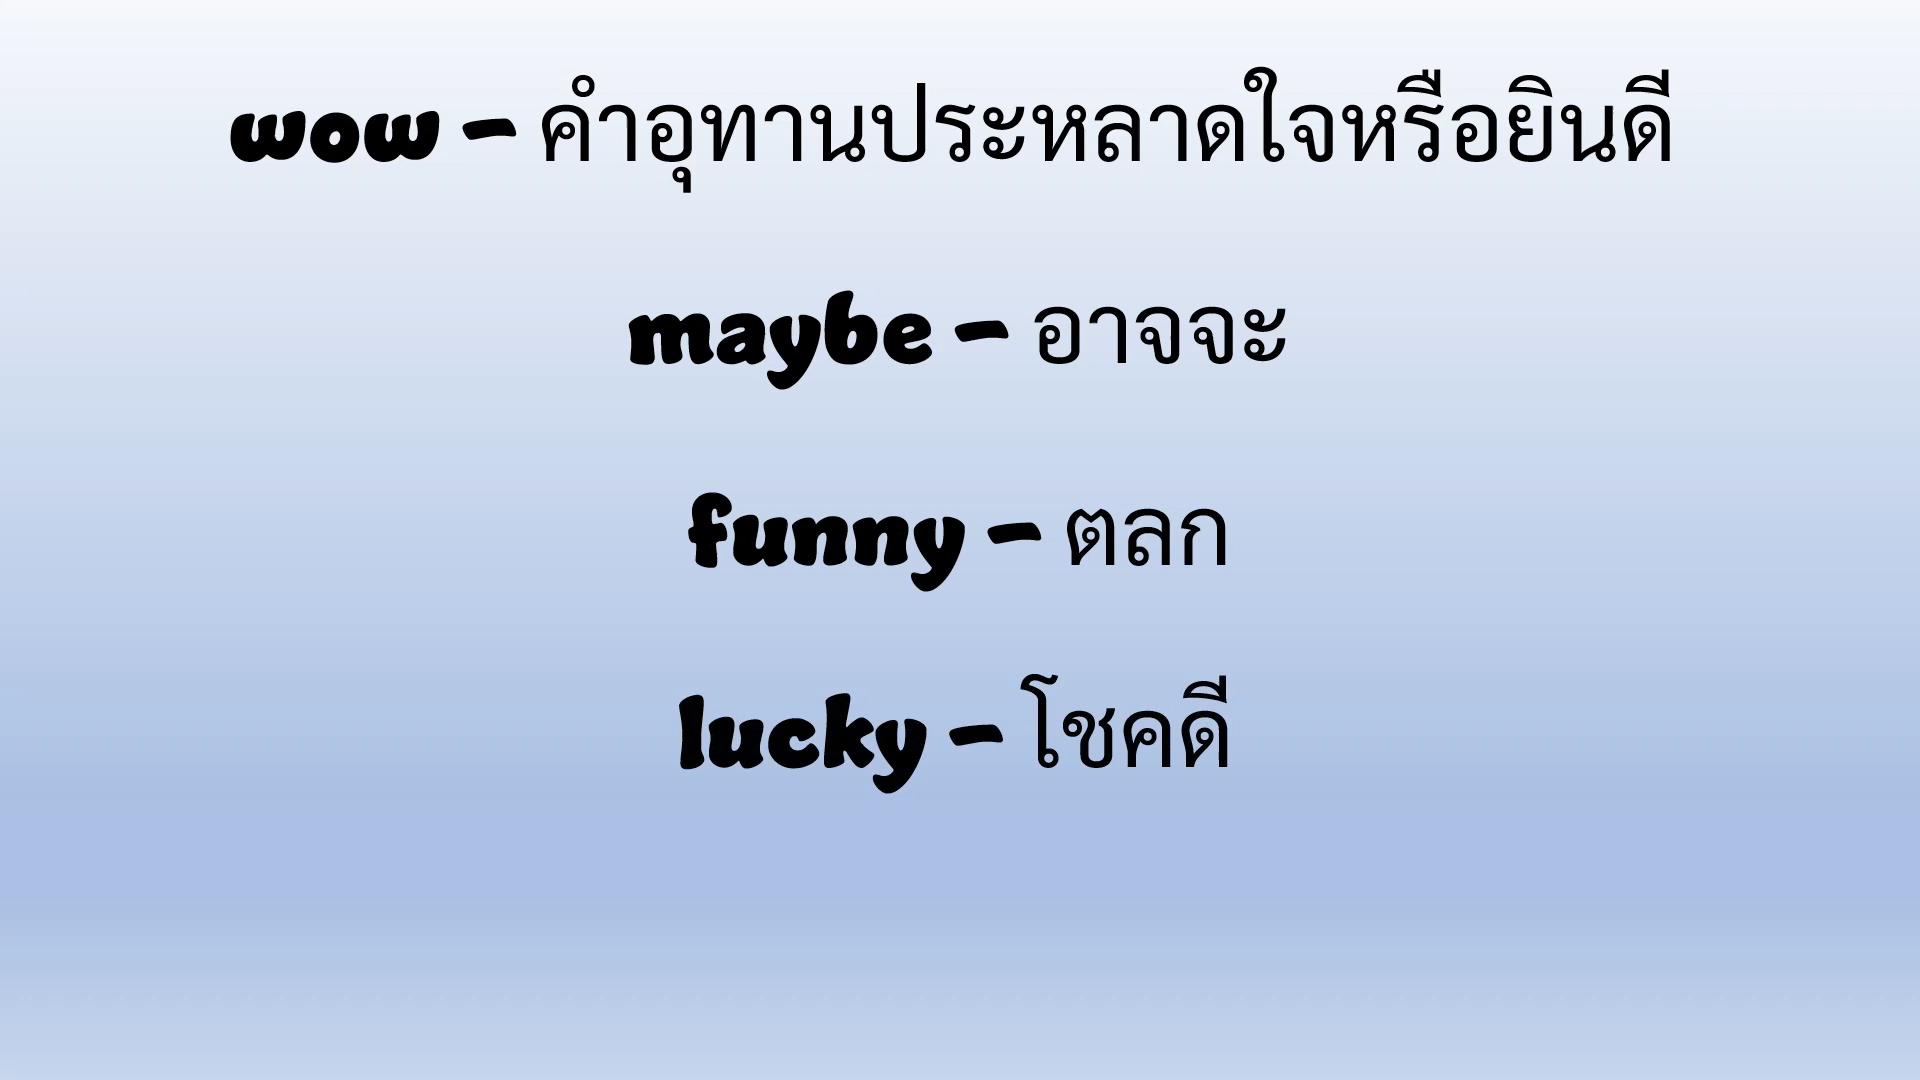 wow – คำอุทานประหลาดใจหรือยินดี
maybe – อาจจะ
funny – ตลก
lucky – โชคดี